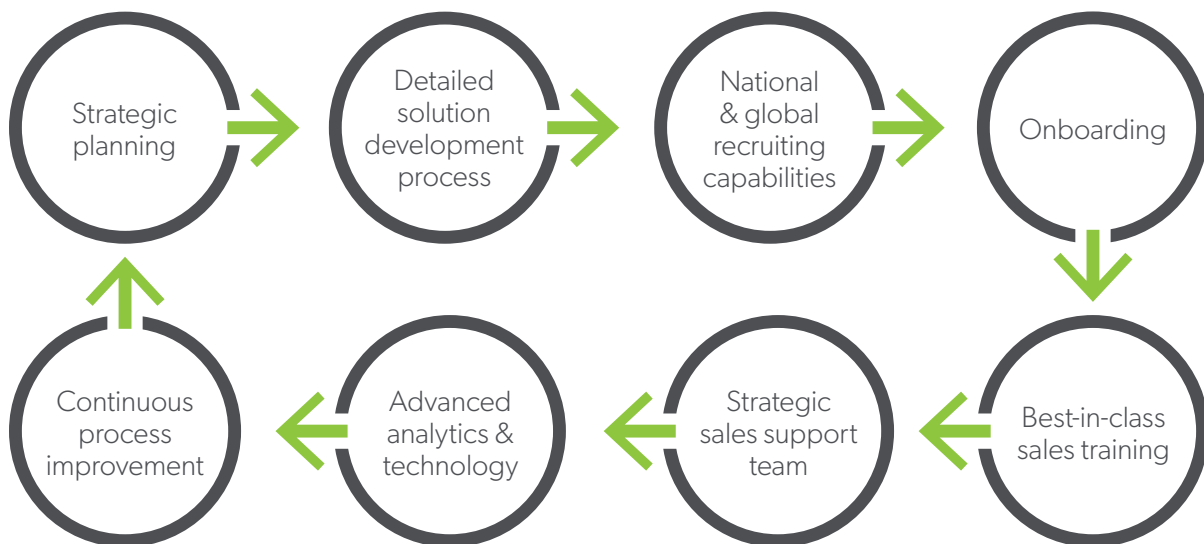 Strategic
planning
Detailed
solution
development
process
National
& global
recruiting
capabilities
Onboarding
Best-in-class
sales training
Strategic
sales support
team
Advanced
analytics &
technology
Continuous
process
improvement